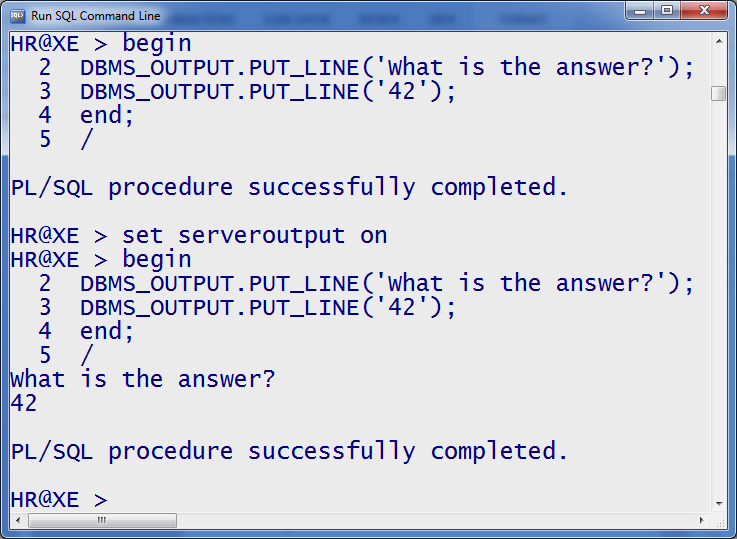 Run SQL Command Line
HR@XE > begin
  2  DBMS_OUTPUT.PUT_LINE('What is the answer?');
  3  DBMS_OUTPUT.PUT_LINE('42');
  4  end;
  5  /
PL/SQL procedure successfully completed.
HR@XE > set serveroutput on
HR@XE > begin
  2  DBMS_OUTPUT.PUT_LINE('What is the answer?');
  3  DBMS_OUTPUT.PUT_LINE('42');
  4  end;
  5  /
What is the answer?
42
PL/SQL procedure successfully completed.
HR@XE >